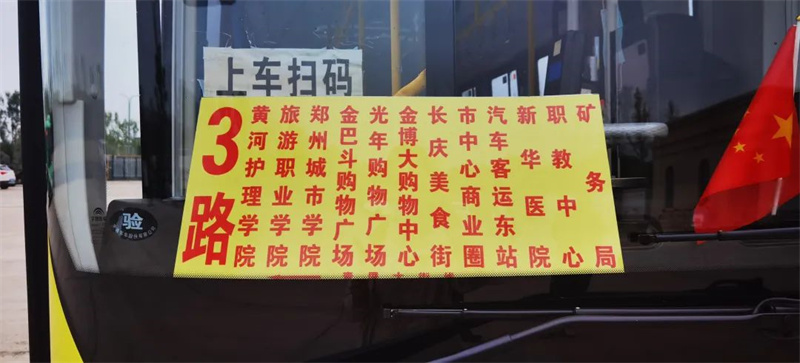 上车扫码
3路
黄河护理学院
旅游职业学院
郑州城市学院
金巴斗购物广场
光年购物广场
金博大购物中心
长庆美食街
市中心商业圈
汽车客运东站
新华医院
职教中心
矿务局
验